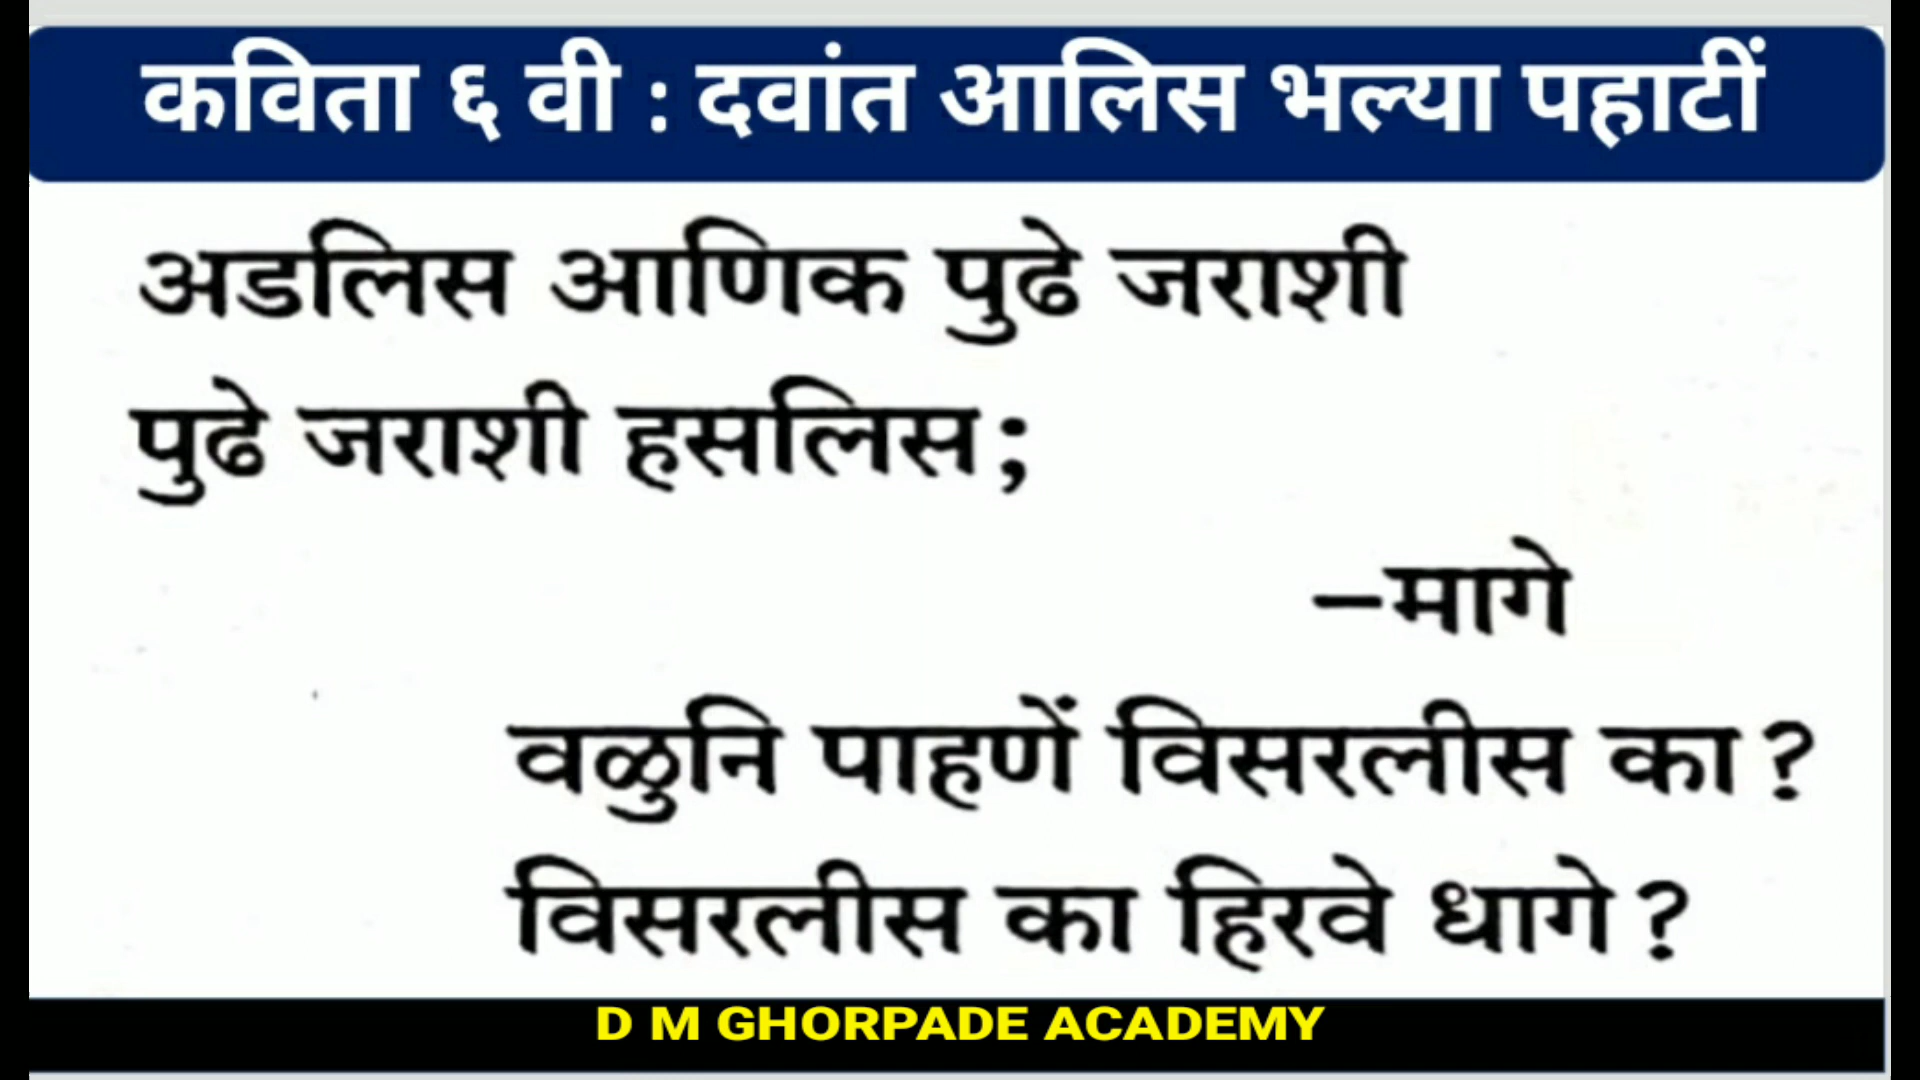 कविता ६ वी : दवांत आलिस भल्या पहाटीं
अडलिस आणिक पुढे जराशी
पुढे जराशी हसलिस;
–मागे
वळुनि पाहणें विसरलीस का?
विसरलीस का हिरवे धागे?
D M GHORPADE ACADEMY